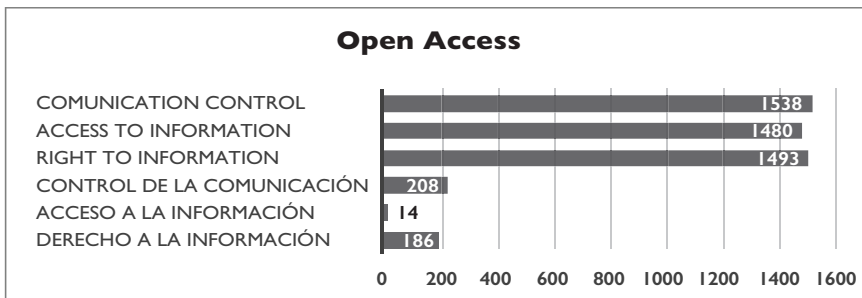 Open Access
COMUNICATION CONTROL 1538
ACCESS TO INFORMATION 1480
RIGHT TO INFORMATION 1493
CONTROL DE LA COMUNICACIÓN 208
ACCESO A LA INFORMACIÓN 14
DERECHO A LA INFORMACIÓN 186
0 200 400 600 800 1000 1200 1400 1600